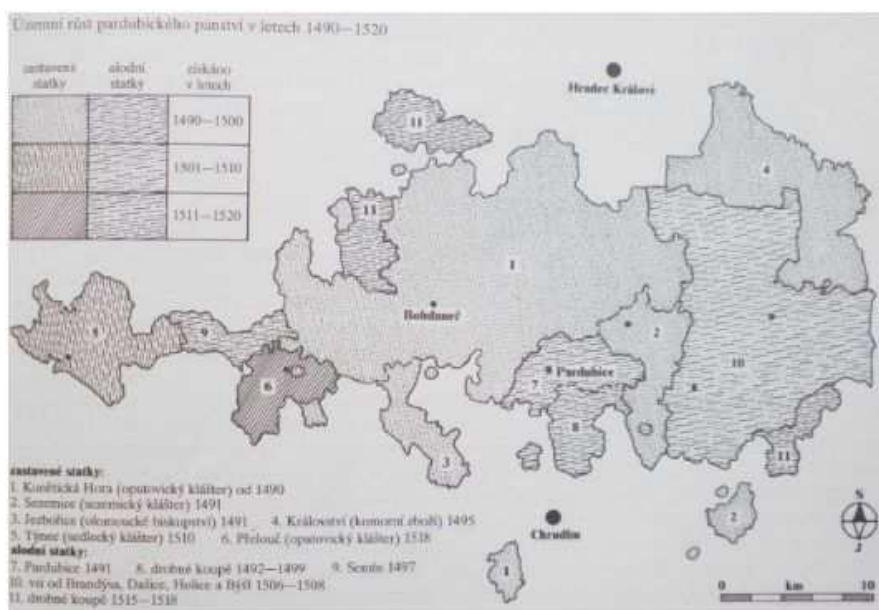 Územní růst pardubického panství v letech 1490—1520
zastavené statky
alodní statky
získáno v letech
1490—1500
1501—1510
1511—1520
Hradec Králové
11
4
11
1
Bohdaneč
5
9
2
10
6
Pardubice
7
8
3
11
2
Chrudim
1
S
J
0 km 10
zastavené statky:
1. Kunětická Hora (opatovický klášter) od 1490
2. Sezemice (sezemický klášter) 1491
3. Jezbořice (olomoucké biskupství) 1491 4. Království (komorní zboží) 1495
5. Týnec (sedlecký klášter) 1510 6. Přelouč (opatovický klášter) 1518
alodní statky:
7. Pardubice 1491 8. drobné koupě 1492—1499 9. Semín 1497
10. vsi od Brandýsa, Dašice, Holice a Býšť 1506—1508
11. drobné koupě 1515—1518